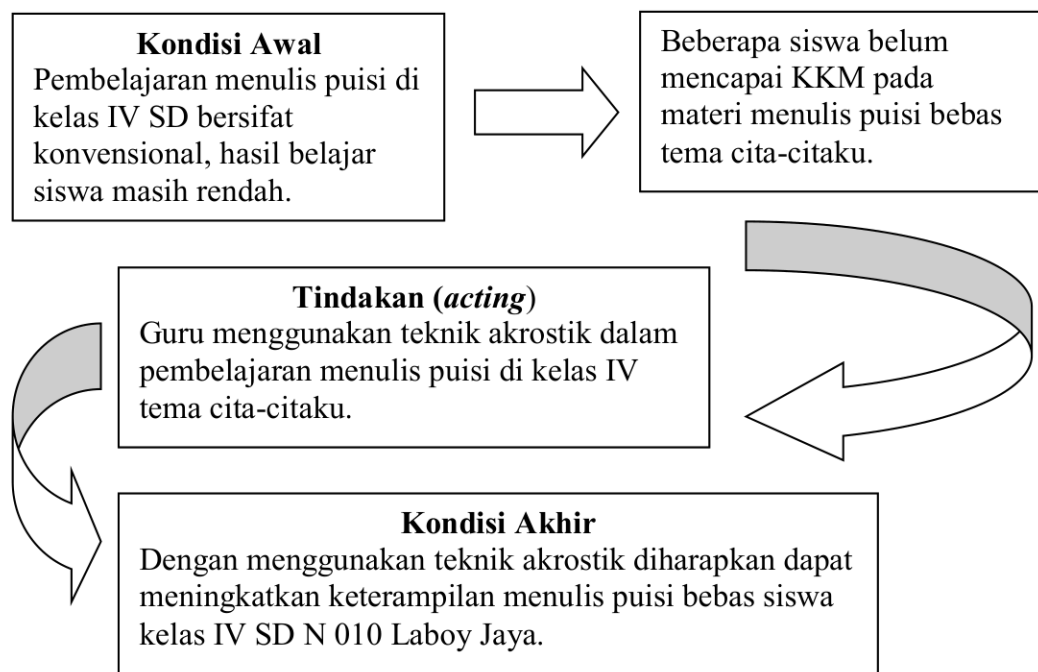 Kondisi Awal
Pembelajaran menulis puisi di
kelas IV SD bersifat
konvensional, hasil belajar
siswa masih rendah.
Beberapa siswa belum
mencapai KKM pada
materi menulis puisi bebas
tema cita-citaku.
Tindakan (acting)
Guru menggunakan teknik akrostik dalam
pembelajaran menulis puisi di kelas IV
tema cita-citaku.
Kondisi Akhir
Dengan menggunakan teknik akrostik diharapkan dapat
meningkatkan keterampilan menulis puisi bebas siswa
kelas IV SD N 010 Laboy Jaya.